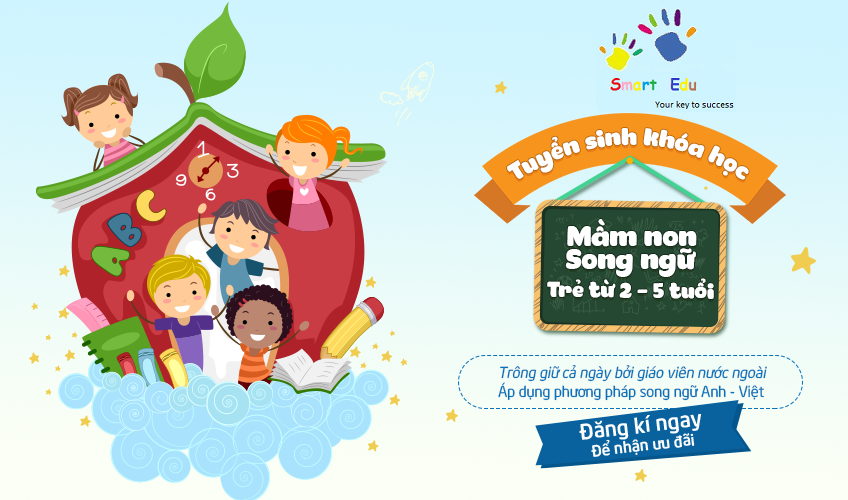 Smart Edu
Your key to success
Tuyển sinh khóa học
Mầm non
Song ngữ
Trẻ từ 2 - 5 tuổi
Trông giữ cả ngày bởi giáo viên nước ngoài
Áp dụng phương pháp song ngữ Anh - Việt
Đăng kí ngay
Để nhận ưu đãi
1
9 3
6
ABC